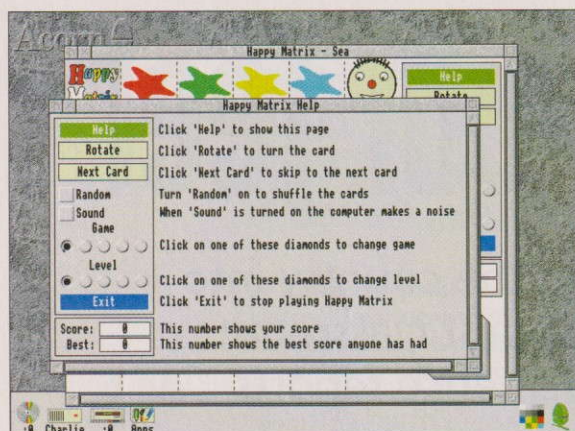 Acorn
Happy Matrix - Sea
Happy
Matrix
Help
Rotate
Happy Matrix Help
Help
Click 'Help' to show this page
Rotate
Click 'Rotate' to turn the card
Next Card
Click 'Next Card' to skip to the next card
Random
Turn 'Random' on to shuffle the cards
Sound
When 'Sound' is turned on the computer makes a noise
Game
Click on one of these diamonds to change game
Level
Click on one of these diamonds to change level
Exit
Click 'Exit' to stop playing Happy Matrix
Score: 0
This number shows your score
Best: 0
This number shows the best score anyone has had
:0 Charlie :0 Apps